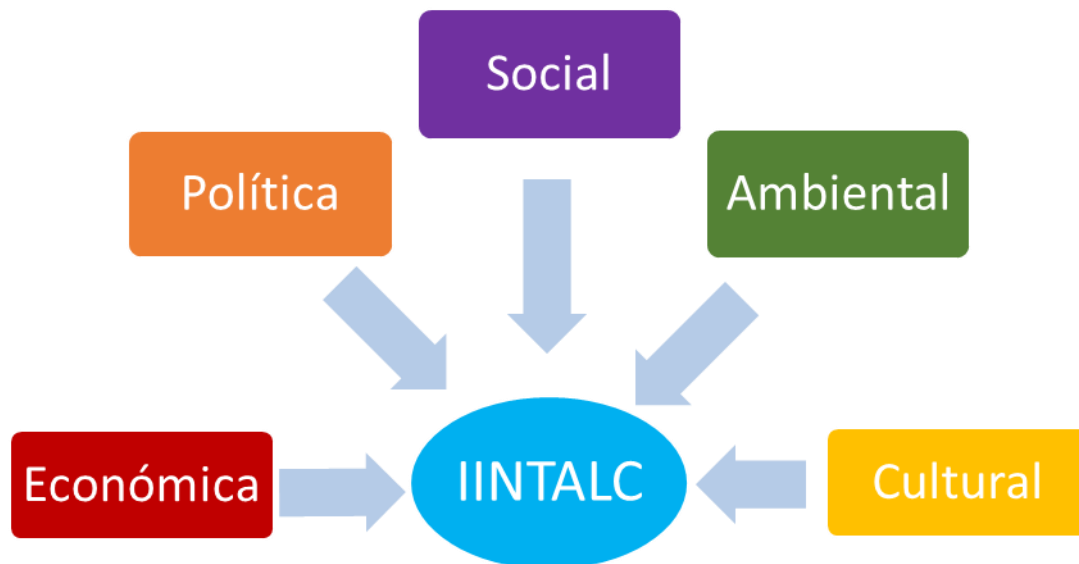 Social
Política
Ambiental
Económica
IINTALC
Cultural